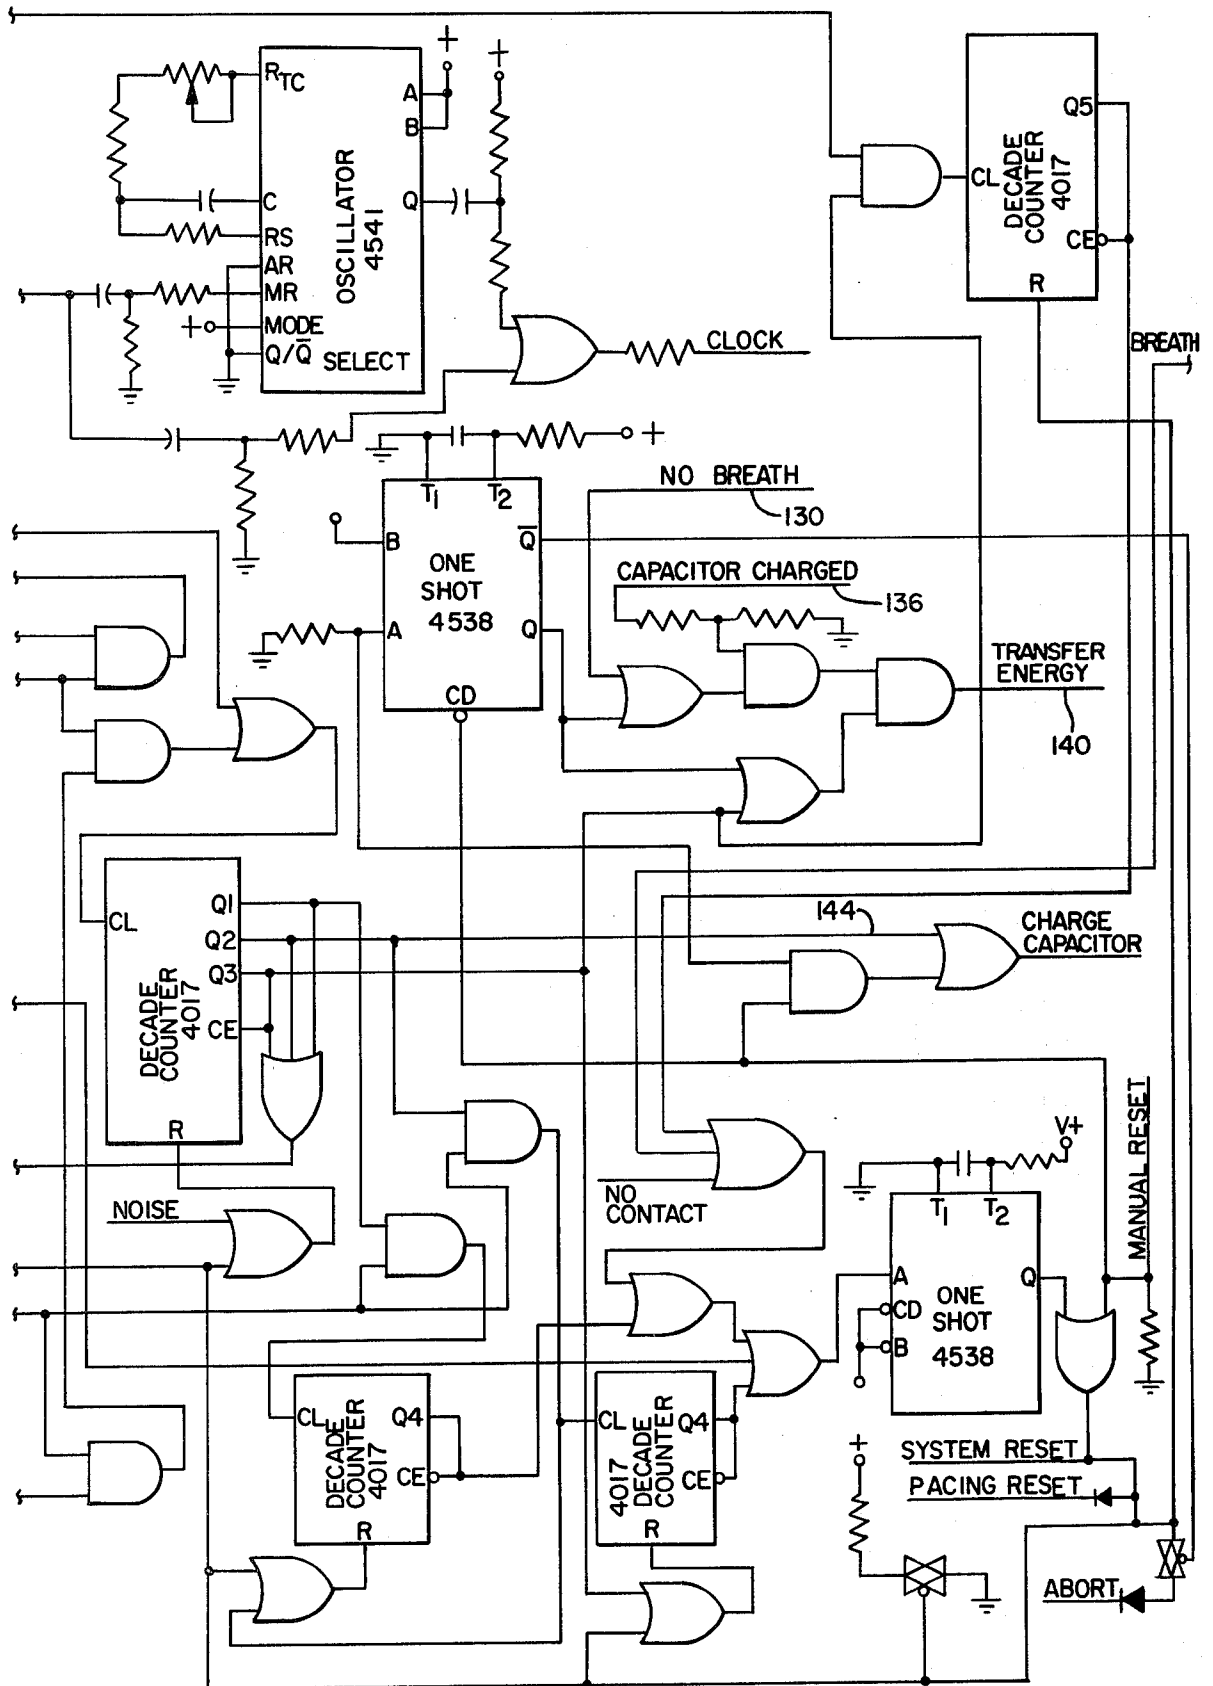 RTC
A
B
OSCILLATOR
4541
C
Q
RS
AR
MR
MODE
Q/Q̅ SELECT
CLOCK
Q5
CL
DECADE
COUNTER
4017
CE
R
BREATH
T1 T2
B
ONE
SHOT
4538
Q̅
A
Q
CD
NO BREATH
130
CAPACITOR CHARGED
136
TRANSFER
ENERGY
140
CL
Q1
Q2
Q3
CE
DECADE
COUNTER
4017
R
144
CHARGE
CAPACITOR
NOISE
NO
CONTACT
V+
MANUAL RESET
T1 T2
A
Q
CD
B
ONE
SHOT
4538
CL
Q4
CE
DECADE
COUNTER
4017
R
CL
Q4
CE
4017
DECADE
COUNTER
R
SYSTEM RESET
PACING RESET
ABORT